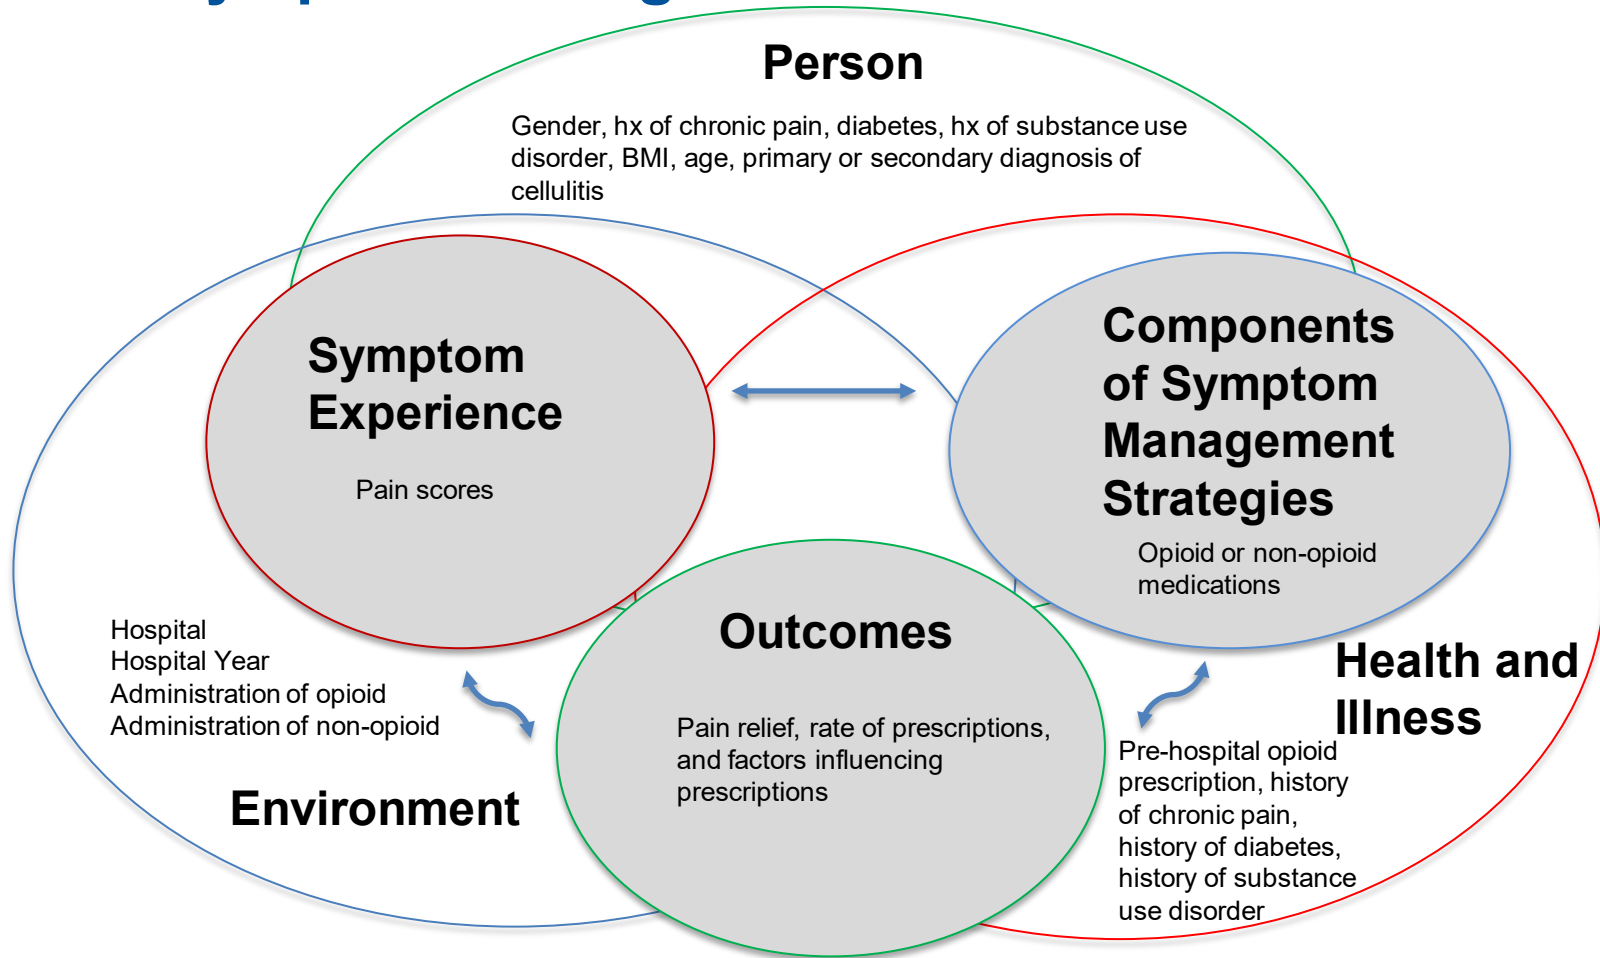 Person
Gender, hx of chronic pain, diabetes, hx of substance use
disorder, BMI, age, primary or secondary diagnosis of
cellulitis
Symptom
Experience
Pain scores
Components
of Symptom
Management
Strategies
Opioid or non-opioid
medications
Outcomes
Pain relief, rate of prescriptions,
and factors influencing
prescriptions
Hospital
Hospital Year
Administration of opioid
Administration of non-opioid
Environment
Health and
Illness
Pre-hospital opioid
prescription, history
of chronic pain,
history of diabetes,
history of substance
use disorder